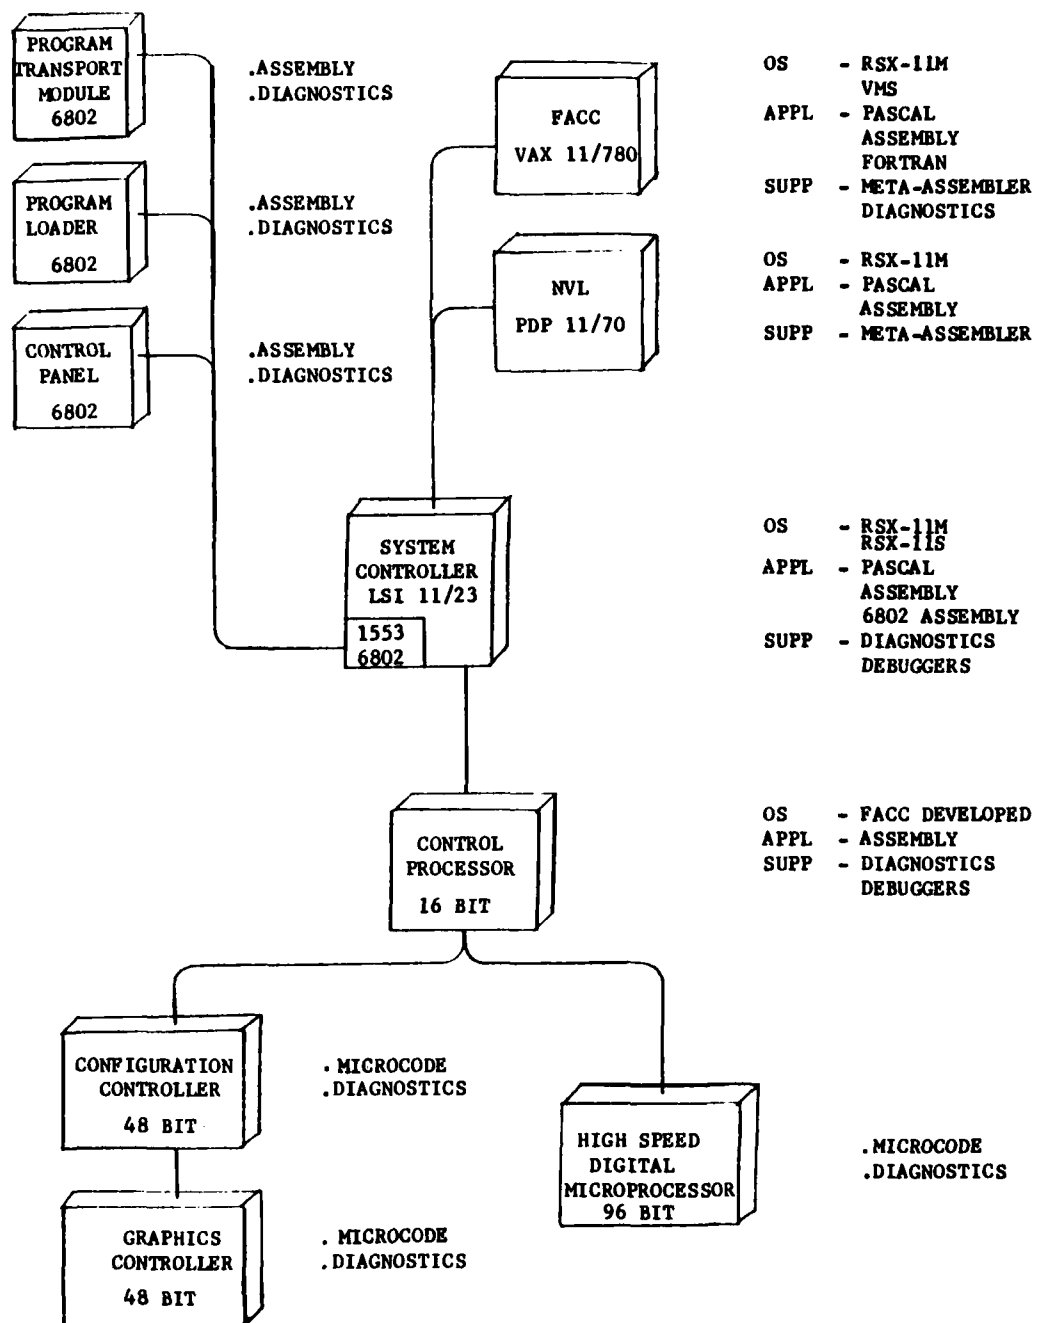 PROGRAM
TRANSPORT
MODULE
6802
.ASSEMBLY
.DIAGNOSTICS
PROGRAM
LOADER
6802
.ASSEMBLY
.DIAGNOSTICS
CONTROL
PANEL
6802
.ASSEMBLY
.DIAGNOSTICS
FACC
VAX 11/780
OS - RSX-11M
VMS
APPL - PASCAL
ASSEMBLY
FORTRAN
SUPP - META-ASSEMBLER
DIAGNOSTICS
NVL
PDP 11/70
OS - RSX-11M
APPL - PASCAL
ASSEMBLY
SUPP - META-ASSEMBLER
SYSTEM
CONTROLLER
LSI 11/23
1553
6802
OS - RSX-11M
RSX-11S
APPL - PASCAL
ASSEMBLY
6802 ASSEMBLY
SUPP - DIAGNOSTICS
DEBUGGERS
CONTROL
PROCESSOR
16 BIT
OS - FACC DEVELOPED
APPL - ASSEMBLY
SUPP - DIAGNOSTICS
DEBUGGERS
CONFIGURATION
CONTROLLER
48 BIT
.MICROCODE
.DIAGNOSTICS
HIGH SPEED
DIGITAL
MICROPROCESSOR
96 BIT
.MICROCODE
.DIAGNOSTICS
GRAPHICS
CONTROLLER
48 BIT
.MICROCODE
.DIAGNOSTICS